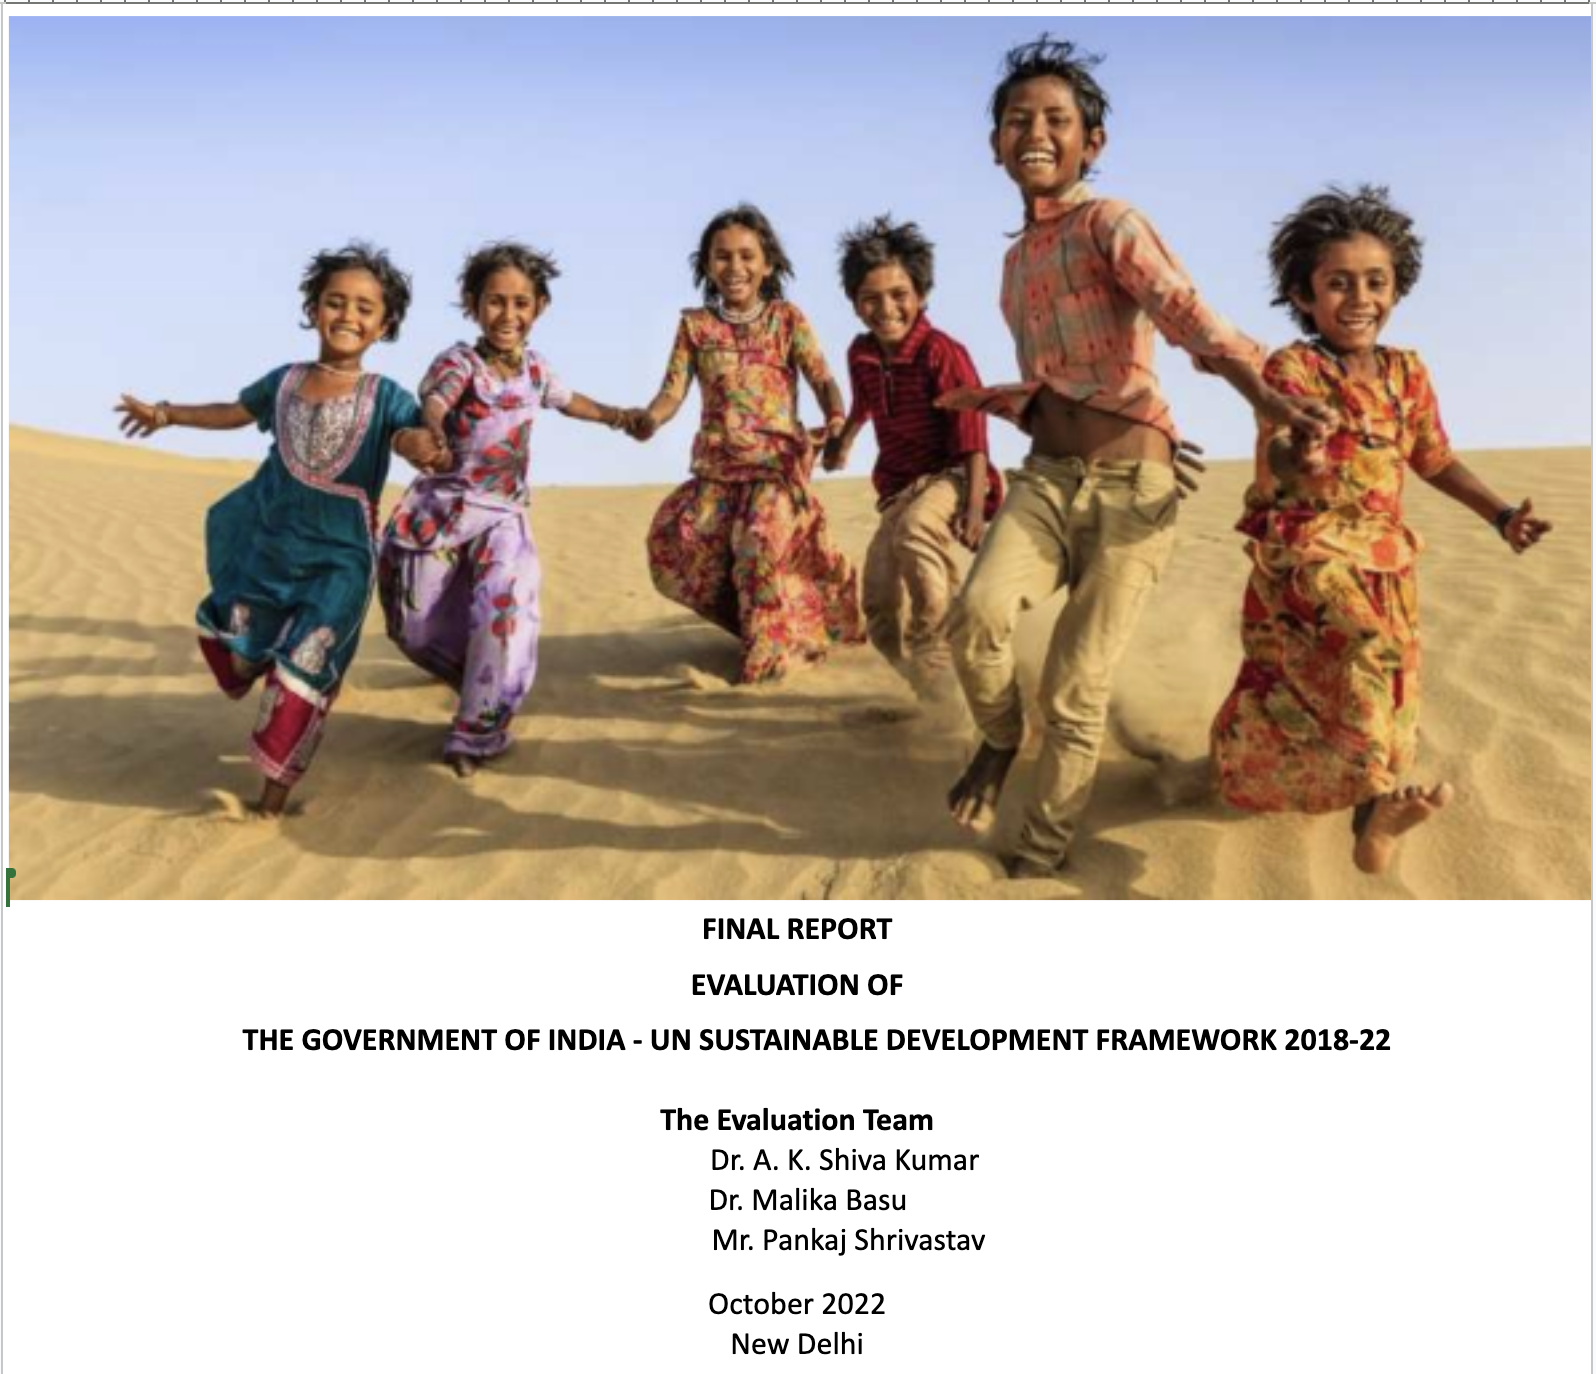 FINAL REPORT
EVALUATION OF
THE GOVERNMENT OF INDIA - UN SUSTAINABLE DEVELOPMENT FRAMEWORK 2018-22
The Evaluation Team
Dr. A. K. Shiva Kumar
Dr. Malika Basu
Mr. Pankaj Shrivastav
October 2022
New Delhi